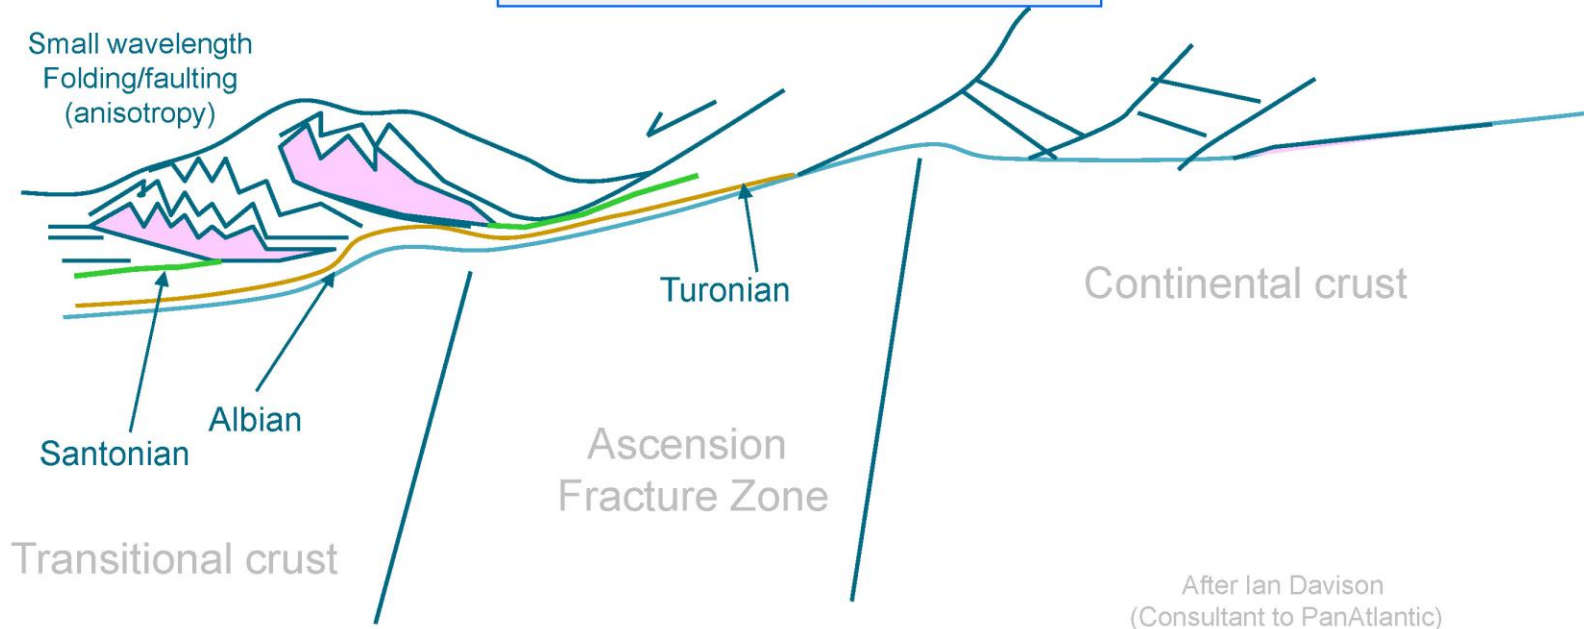 Small wavelength
Folding/faulting
(anisotropy)
Turonian
Continental crust
Albian
Santonian
Ascension
Fracture Zone
Transitional crust
After Ian Davison
(Consultant to PanAtlantic)